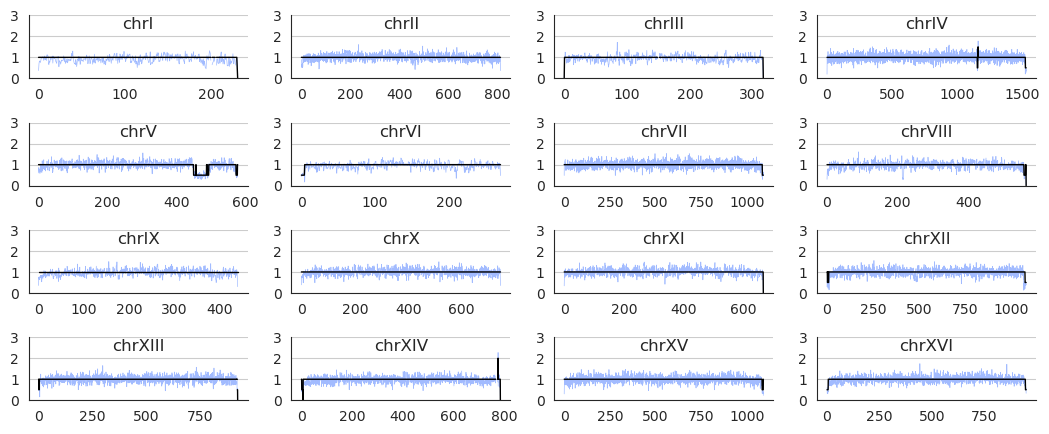 chrI chrII chrIII chrIV
3 3 3 3
2 2 2 2
1 1 1 1
0 0 0 0
0 100 200 0 200 400 600 800 0 100 200 300 0 500 1000 1500
chrV chrVI chrVII chrVIII
3 3 3 3
2 2 2 2
1 1 1 1
0 0 0 0
0 200 400 600 0 100 200 0 250 500 750 1000 0 200 400
chrIX chrX chrXI chrXII
3 3 3 3
2 2 2 2
1 1 1 1
0 0 0 0
0 100 200 300 400 0 200 400 600 0 200 400 600 0 250 500 750 1000
chrXIII chrXIV chrXV chrXVI
3 3 3 3
2 2 2 2
1 1 1 1
0 0 0 0
0 250 500 750 0 200 400 600 800 0 250 500 750 1000 0 250 500 750